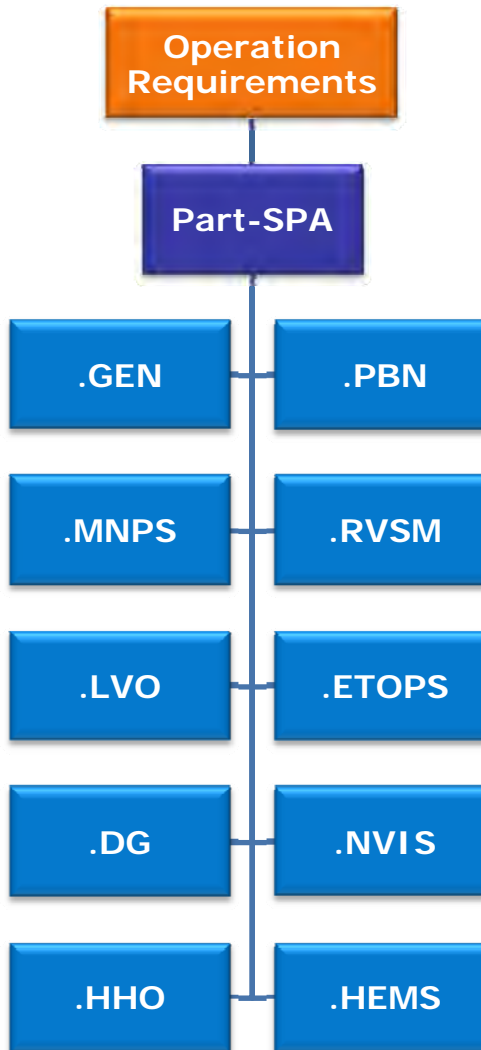 Operation
Requirements
Part-SPA
.GEN
.PBN
.MNPS
.RVSM
.LVO
.ETOPS
.DG
.NVIS
.HHO
.HEMS